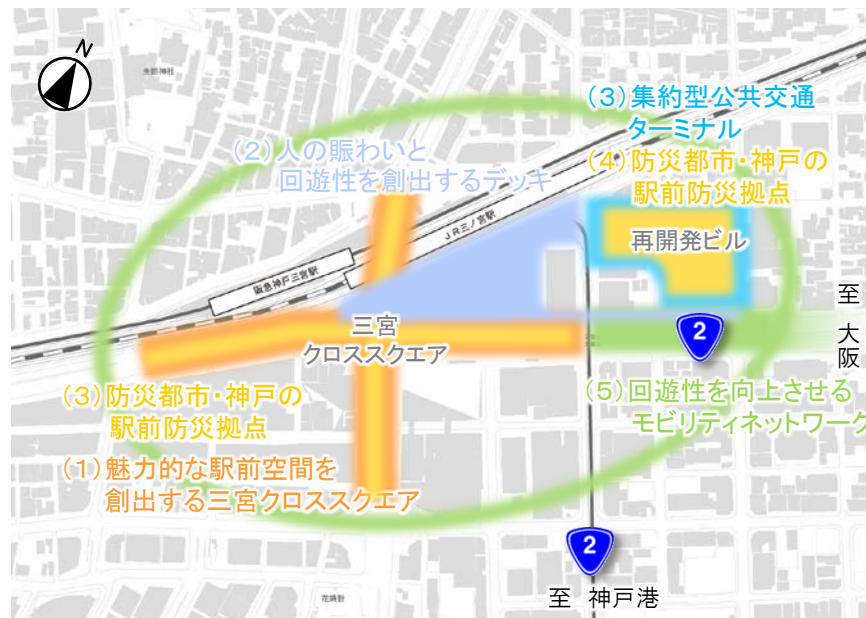 N
生田神社
(3)集約型公共交通
ターミナル
(2)人の賑わいと
回遊性を創出するデッキ
(4)防災都市・神戸の
駅前防災拠点
JR三ノ宮駅
再開発ビル
阪急神戸三宮駅
至
大
阪
三宮
クロススクエア
2
(3)防災都市・神戸の
駅前防災拠点
(5)回遊性を向上させる
モビリティネットワーク
(1)魅力的な駅前空間を
創出する三宮クロススクエア
2
花時計
至 神戸港